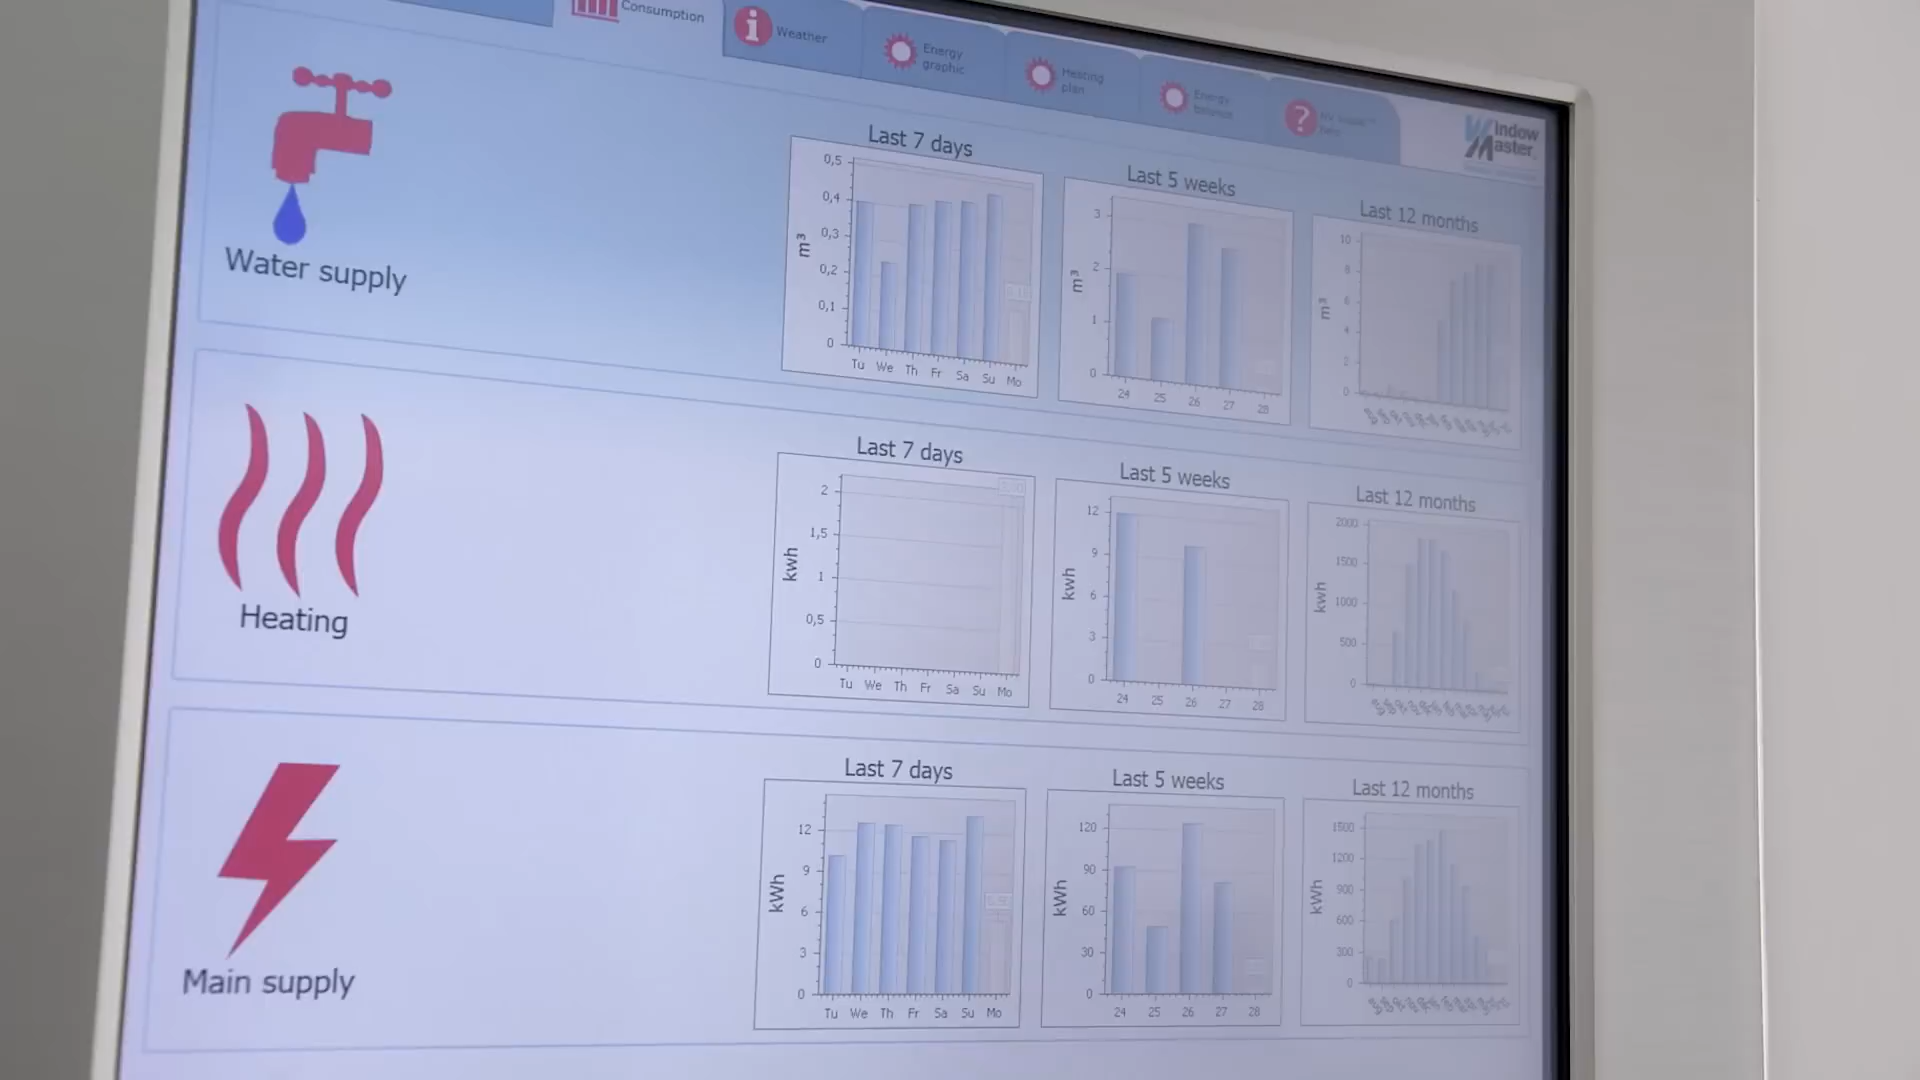 Consumption
Weather
Energy
graphic
Heating
plan
Energy
balance
?
Window
Master
Water supply
Last 7 days
m³
0,5
0,4
0,3
0,2
0,1
0
Tu We Th Fr Sa Su Mo
Last 5 weeks
m³
3
2
1
0
24 25 26 27 28
Last 12 months
m³
10
8
6
4
2
0
Heating
Last 7 days
kwh
2
1,5
1
0,5
0
Tu We Th Fr Sa Su Mo
Last 5 weeks
kwh
12
9
6
3
0
24 25 26 27 28
Last 12 months
kwh
2000
1500
1000
500
0
Main supply
Last 7 days
kWh
12
9
6
3
0
Tu We Th Fr Sa Su Mo
Last 5 weeks
kWh
120
90
60
30
0
24 25 26 27 28
Last 12 months
kWh
1500
1200
900
600
300
0